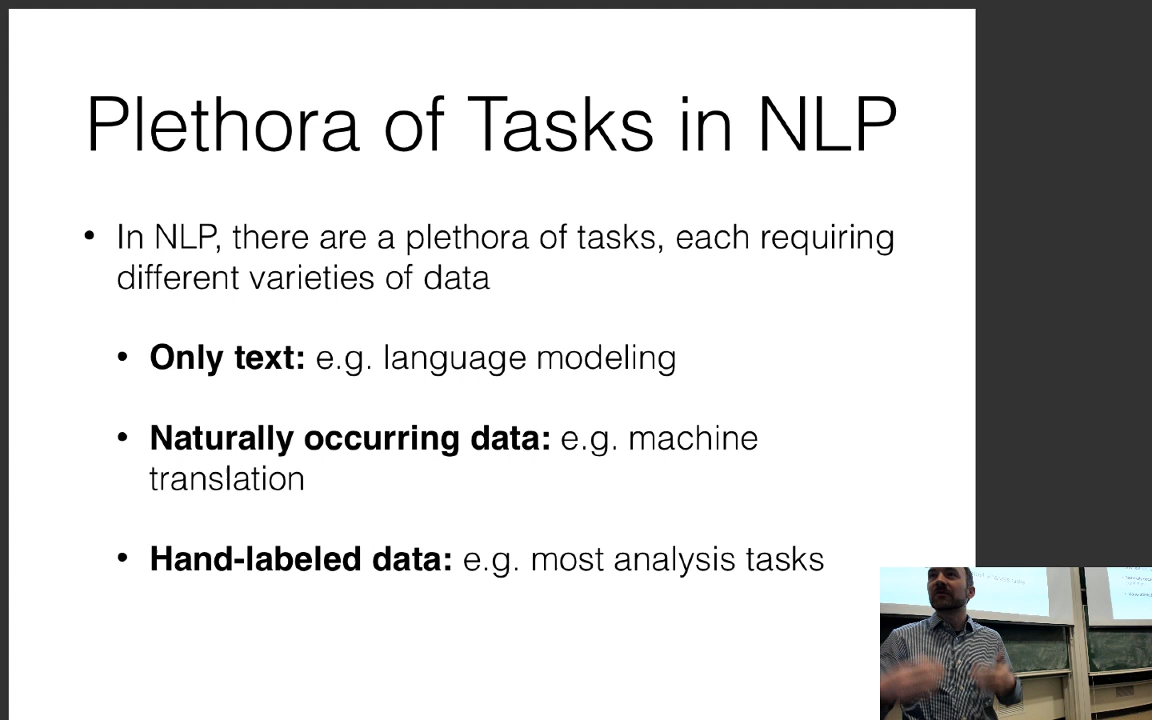 Plethora of Tasks in NLP
• In NLP, there are a plethora of tasks, each requiring
different varieties of data
• Only text: e.g. language modeling
• Naturally occurring data: e.g. machine
translation
• Hand-labeled data: e.g. most analysis tasks